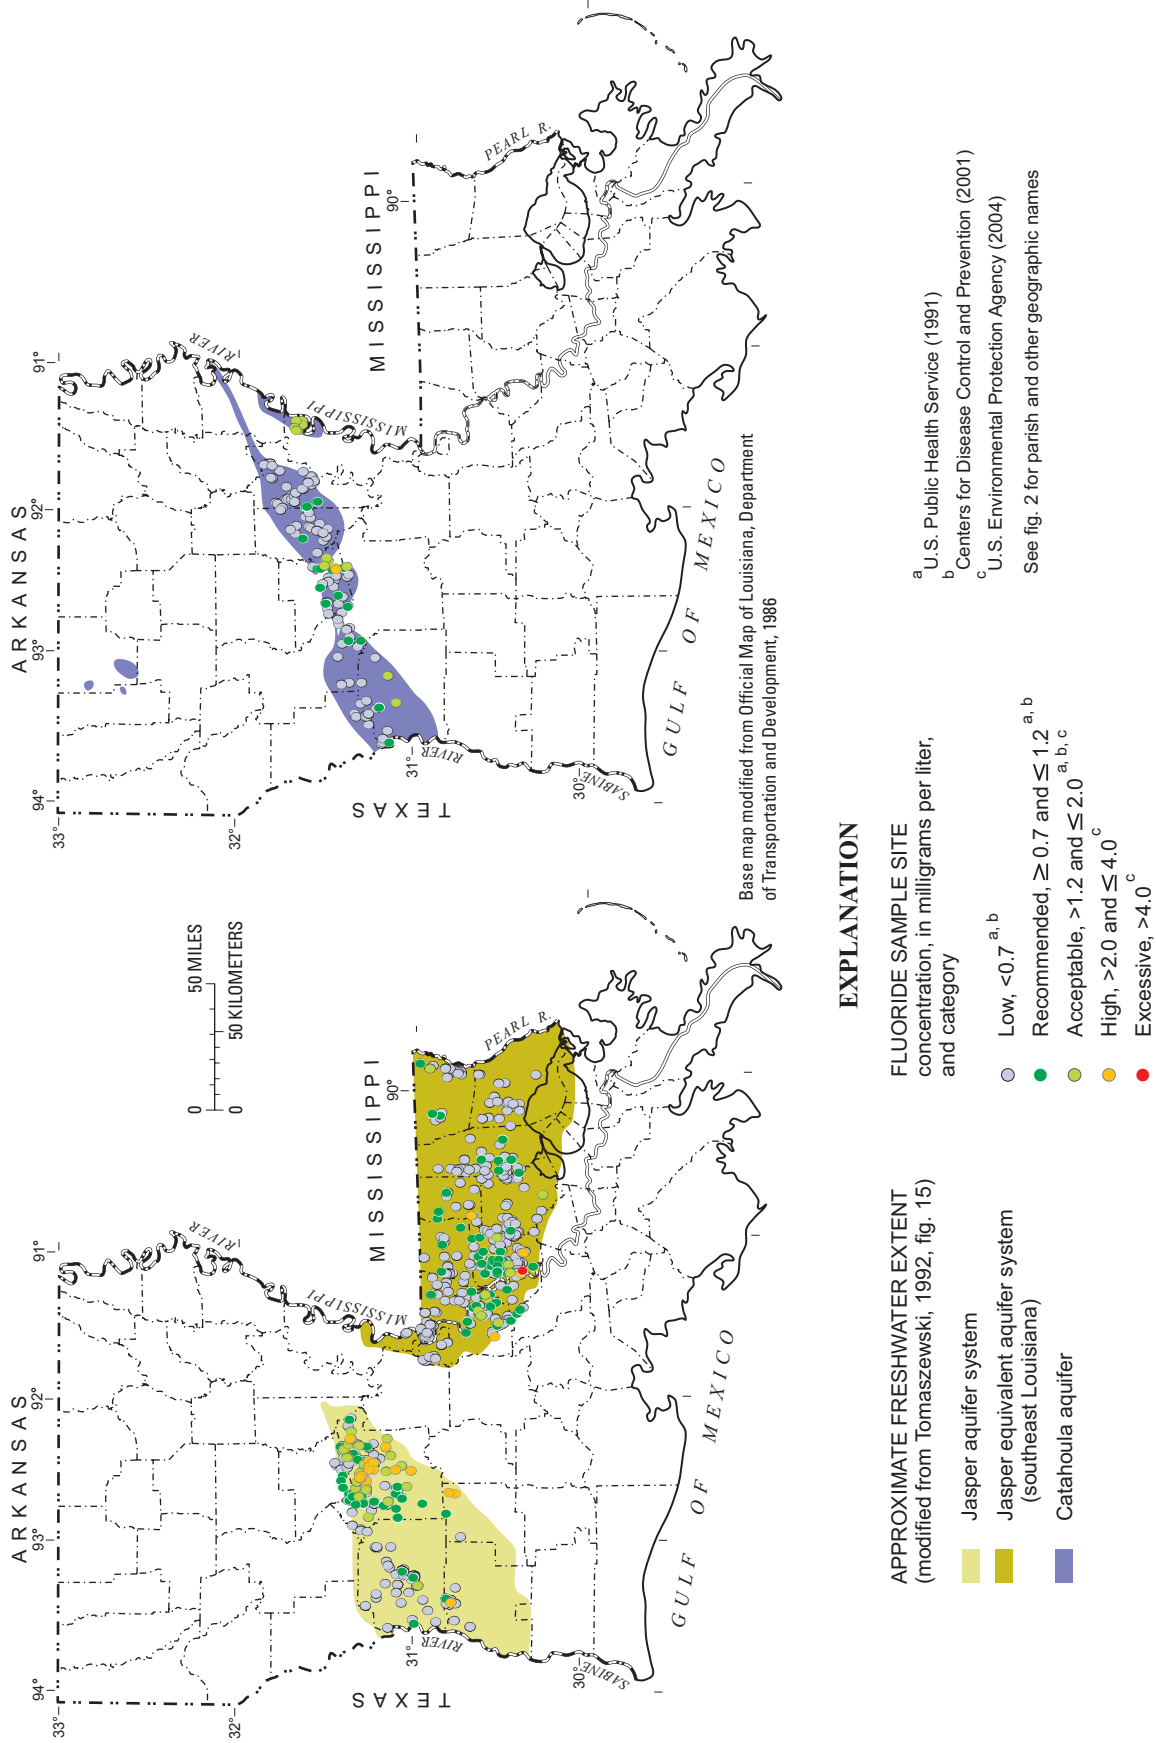 ARKANSAS
94°
93°
92°
91°
33°
32°
31°
30°
TEXAS
MISSISSIPPI
RIVER
MISSISSIPPI
90°
PEARL R.
RIVER
SABINE
GULF OF MEXICO
0 50 MILES
0 50 KILOMETERS
ARKANSAS
94°
93°
92°
91°
33°
32°
31°
30°
TEXAS
MISSISSIPPI
RIVER
MISSISSIPPI
90°
PEARL R.
RIVER
SABINE
GULF OF MEXICO
Base map modified from Official Map of Louisiana, Department
of Transportation and Development, 1986
EXPLANATION
APPROXIMATE FRESHWATER EXTENT
(modified from Tomaszewski, 1992, fig. 15)
Jasper aquifer system
Jasper equivalent aquifer system
(southeast Louisiana)
Catahoula aquifer
FLUORIDE SAMPLE SITE
concentration, in milligrams per liter,
and category
Low, <0.7 a, b
Recommended, ≥ 0.7 and ≤ 1.2 a, b
Acceptable, >1.2 and ≤ 2.0 a, b, c
High, >2.0 and ≤ 4.0 c
Excessive, >4.0 c
a U.S. Public Health Service (1991)
b Centers for Disease Control and Prevention (2001)
c U.S. Environmental Protection Agency (2004)
See fig. 2 for parish and other geographic names